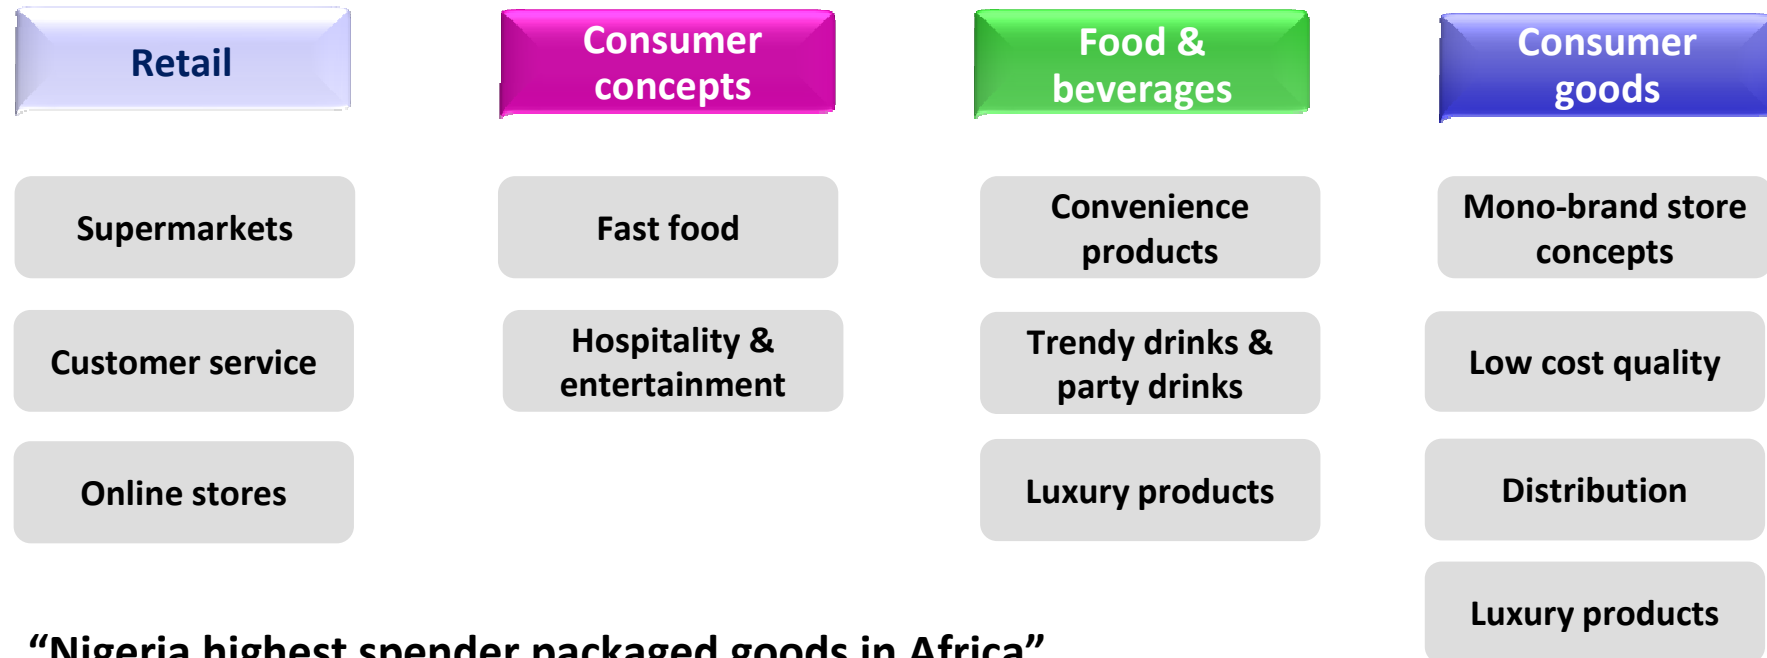 Retail
Consumer
concepts
Food &
beverages
Consumer
goods
Supermarkets
Fast food
Convenience
products
Mono-brand store
concepts
Customer service
Hospitality &
entertainment
Trendy drinks &
party drinks
Low cost quality
Online stores
Luxury products
Distribution
Luxury products
“Nigeria highest spender packaged goods in Africa”